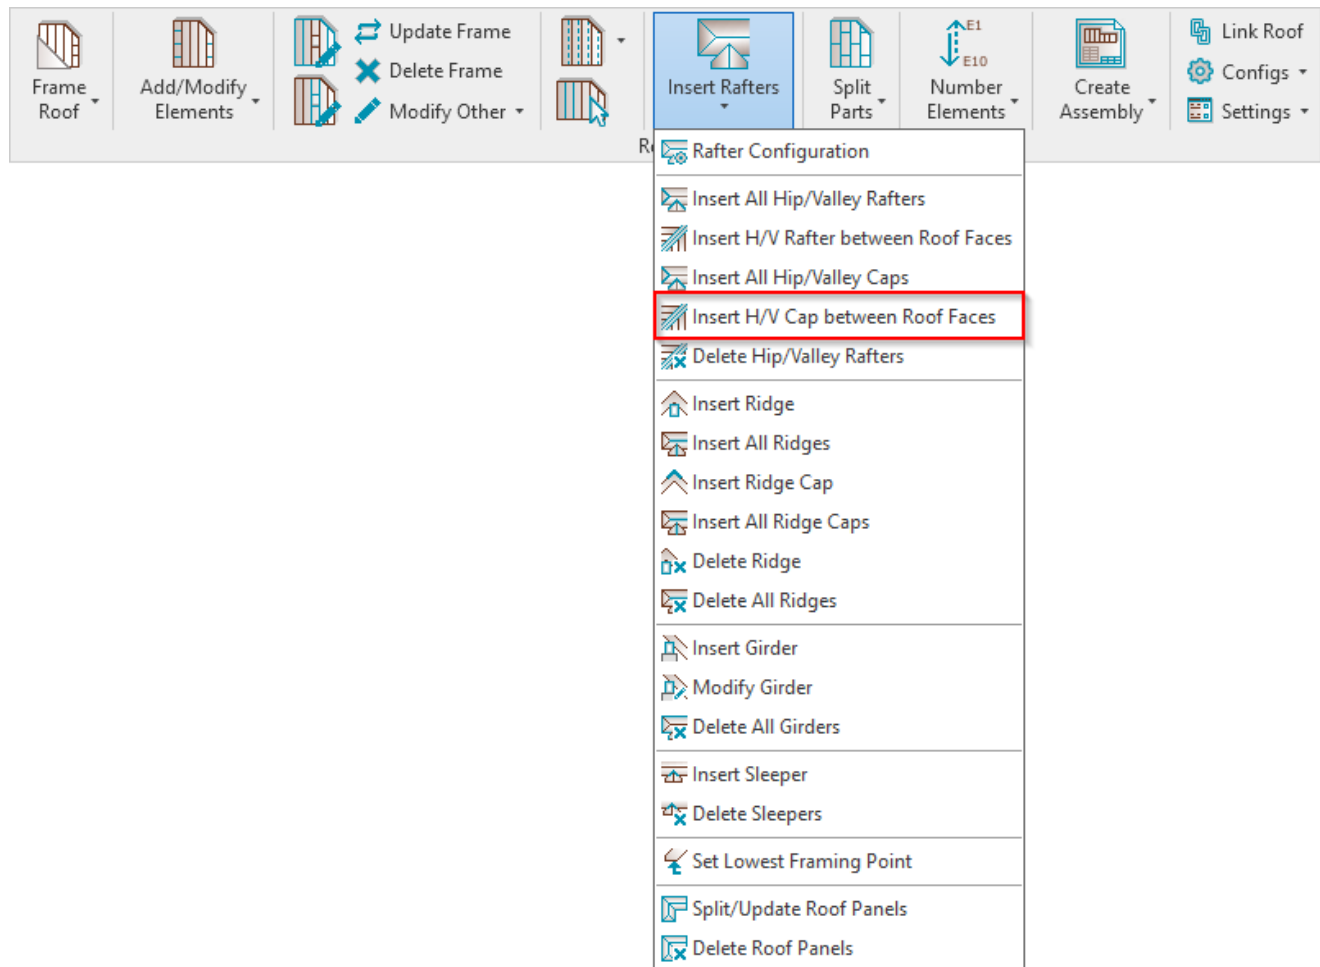 Frame
Roof
Add/Modify
Elements
Update Frame
Delete Frame
Modify Other
Insert Rafters
Split
Parts
E1
E10
Number
Elements
Create
Assembly
Link Roof
Configs
Settings
Rafter Configuration
Insert All Hip/Valley Rafters
Insert H/V Rafter between Roof Faces
Insert All Hip/Valley Caps
Insert H/V Cap between Roof Faces
Delete Hip/Valley Rafters
Insert Ridge
Insert All Ridges
Insert Ridge Cap
Insert All Ridge Caps
Delete Ridge
Delete All Ridges
Insert Girder
Modify Girder
Delete All Girders
Insert Sleeper
Delete Sleepers
Set Lowest Framing Point
Split/Update Roof Panels
Delete Roof Panels